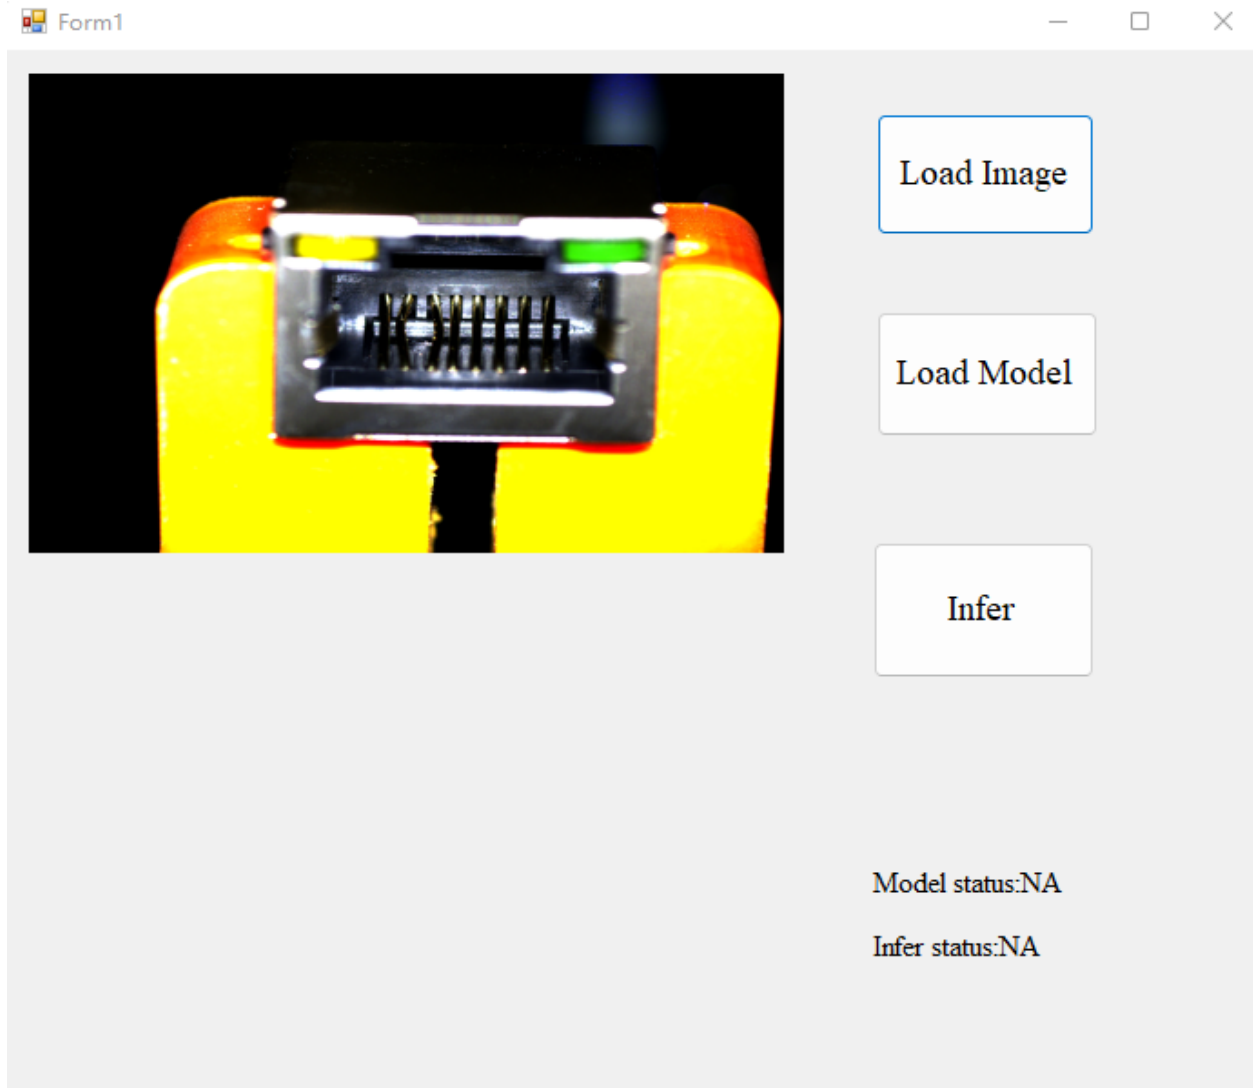 Form1
Load Image
Load Model
Infer
Model status:NA
Infer status:NA